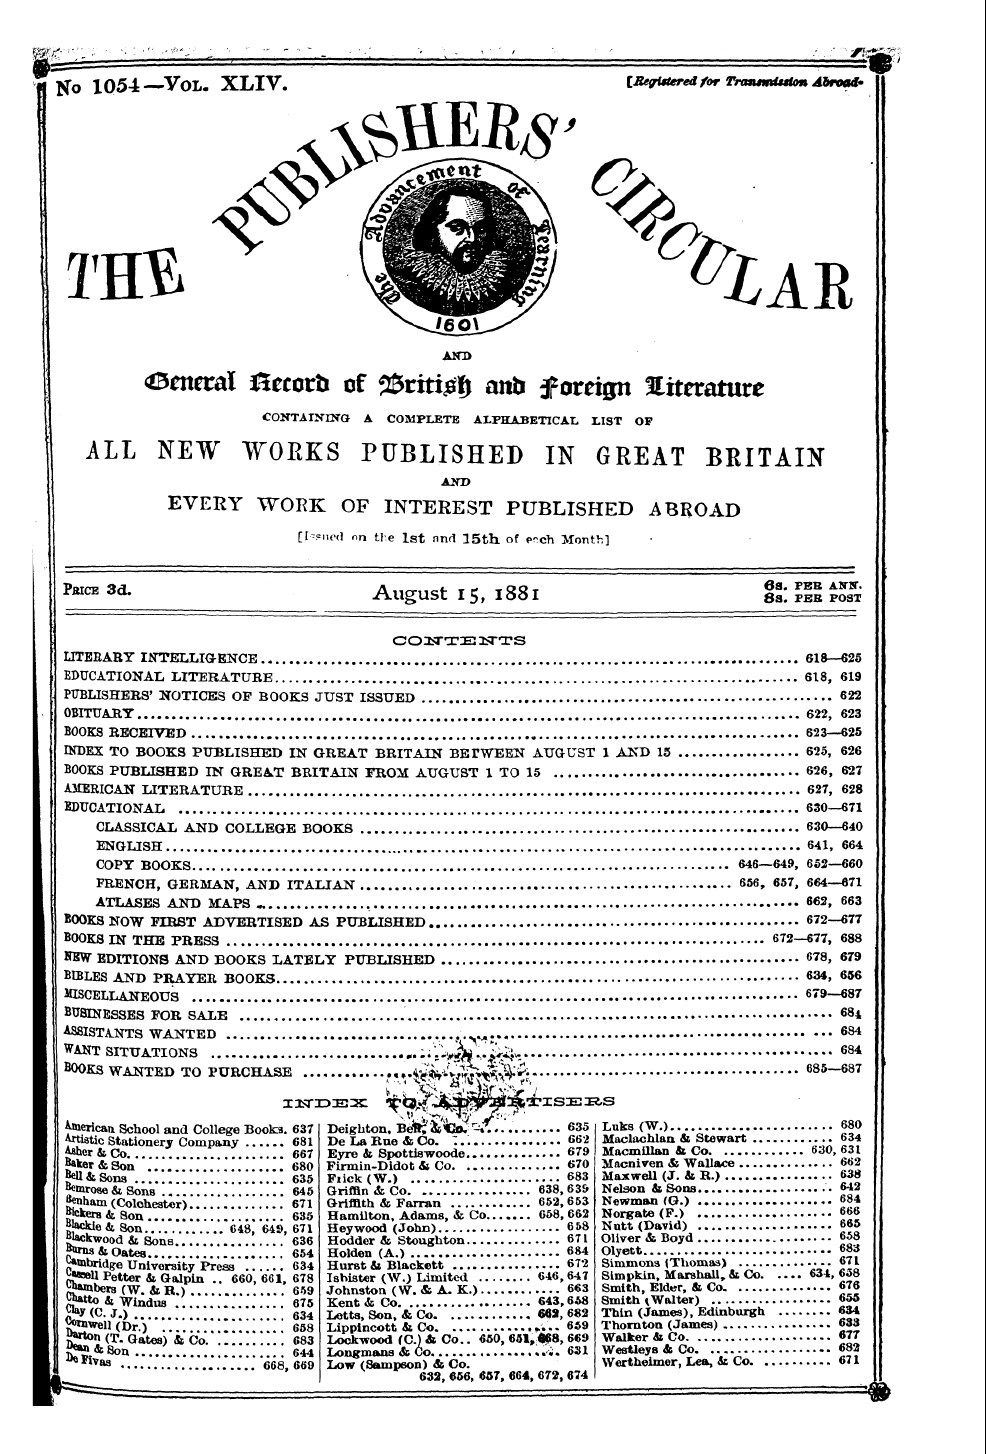 No 1054—VOL. XLIV.
[Registered for Transmission Abroad.
THE PUBLISHERS' CIRCULAR
The Advancement of Learning
1601
AND
General Record of British and Foreign Literature
CONTAINING A COMPLETE ALPHABETICAL LIST OF
ALL NEW WORKS PUBLISHED IN GREAT BRITAIN
AND
EVERY WORK OF INTEREST PUBLISHED ABROAD
[Issued on the 1st and 15th of each Month]
PRICE 3d.
August 15, 1881
6s. PER ANN.
8s. PER POST
CONTENTS
LITERARY INTELLIGENCE ........ 618—625
EDUCATIONAL LITERATURE ........ 618, 619
PUBLISHERS' NOTICES OF BOOKS JUST ISSUED ........ 622
OBITUARY ........ 622, 623
BOOKS RECEIVED ........ 623—625
INDEX TO BOOKS PUBLISHED IN GREAT BRITAIN BETWEEN AUGUST 1 AND 15 ........ 625, 626
BOOKS PUBLISHED IN GREAT BRITAIN FROM AUGUST 1 TO 15 ........ 626, 627
AMERICAN LITERATURE ........ 627, 628
EDUCATIONAL ........ 630—671
CLASSICAL AND COLLEGE BOOKS ........ 630—640
ENGLISH ........ 641, 664
COPY BOOKS ........ 646—649, 652—660
FRENCH, GERMAN, AND ITALIAN ........ 656, 657, 664—671
ATLASES AND MAPS ........ 662, 663
BOOKS NOW FIRST ADVERTISED AS PUBLISHED ........ 672—677
BOOKS IN THE PRESS ........ 672—677, 688
NEW EDITIONS AND BOOKS LATELY PUBLISHED ........ 678, 679
BIBLES AND PRAYER BOOKS ........ 634, 656
MISCELLANEOUS ........ 679—687
BUSINESSES FOR SALE ........ 684
ASSISTANTS WANTED ........ 684
WANT SITUATIONS ........ 684
BOOKS WANTED TO PURCHASE ........ 685—687
INDEX TO ADVERTISERS
American School and College Books. 637
Artistic Stationery Company ...... 681
Asher & Co. ........ 667
Baker & Son ........ 680
Bell & Sons ........ 635
Bemrose & Sons ........ 645
Benham (Colchester) ........ 671
Bickers & Son ........ 635
Blackie & Son ........ 648, 649, 671
Blackwood & Sons ........ 636
Burns & Oates ........ 654
Cambridge University Press ...... 634
Cassell Petter & Galpin .. 660, 661, 678
Chambers (W. & R.) ........ 659
Chatto & Windus ........ 675
Clay (C. J.) ........ 634
Cornwell (Dr.) ........ 658
Darton (T. Gates) & Co. ........ 683
Dean & Son ........ 644
De Fivas ........ 668, 669
Deighton, Bell, & Co. ........ 635
De La Rue & Co. ........ 662
Eyre & Spottiswoode ........ 679
Firmin-Didot & Co. ........ 670
Frick (W.) ........ 683
Griffin & Co. ........ 638, 639
Griffith & Farran ........ 652, 653
Hamilton, Adams, & Co. ........ 658, 662
Heywood (John) ........ 658
Hodder & Stoughton ........ 671
Holden (A.) ........ 684
Hurst & Blackett ........ 672
Isbister (W.) Limited ........ 646, 647
Johnston (W. & A. K.) ........ 663
Kent & Co. ........ 643, 658
Letts, Son, & Co. ........ 662, 682
Lippincott & Co. ........ 659
Lockwood (C.) & Co. .. 650, 651, 668, 669
Longmans & Co. ........ 631
Low (Sampson) & Co.
632, 656, 657, 664, 672, 674
Luks (W.) ........ 680
Maclachlan & Stewart ........ 634
Macmillan & Co. ........ 630, 631
Macniven & Wallace ........ 662
Maxwell (J. & R.) ........ 638
Nelson & Sons ........ 642
Newman (G.) ........ 684
Norgate (F.) ........ 666
Nutt (David) ........ 665
Oliver & Boyd ........ 658
Olyett ........ 683
Simmons (Thomas) ........ 671
Simpkin, Marshall, & Co. .... 634, 658
Smith, Elder, & Co. ........ 676
Smith (Walter) ........ 655
Thin (James), Edinburgh ........ 634
Thornton (James) ........ 633
Walker & Co. ........ 677
Westleys & Co. ........ 682
Wertheimer, Lea, & Co. ........ 671